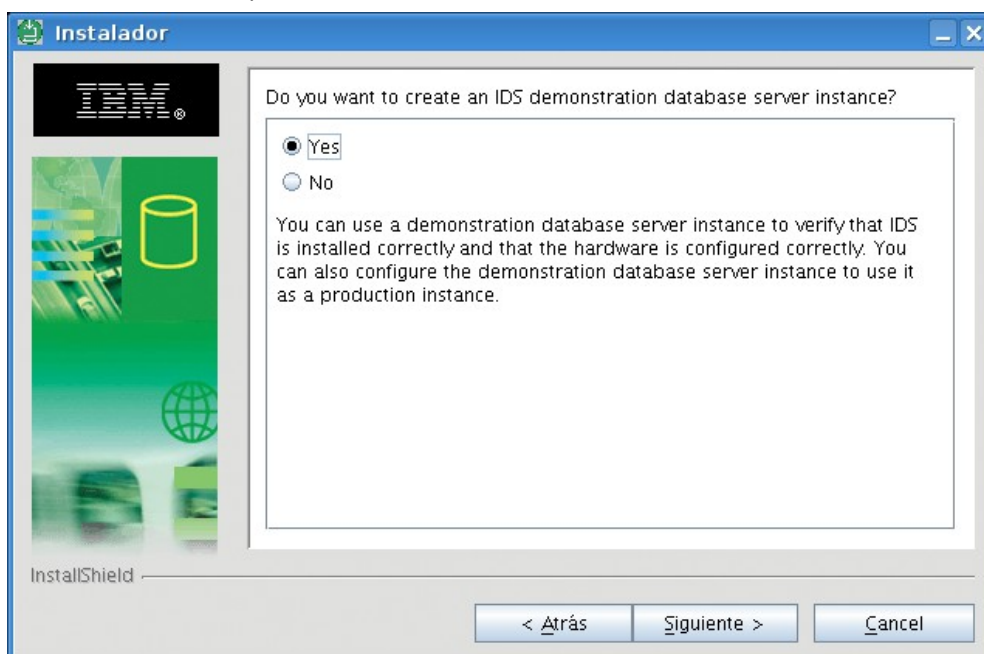 Instalador
IBM®
Do you want to create an IDS demonstration database server instance?
Yes
No
You can use a demonstration database server instance to verify that IDS
is installed correctly and that the hardware is configured correctly. You
can also configure the demonstration database server instance to use it
as a production instance.
InstallShield
< Atrás
Siguiente >
Cancel